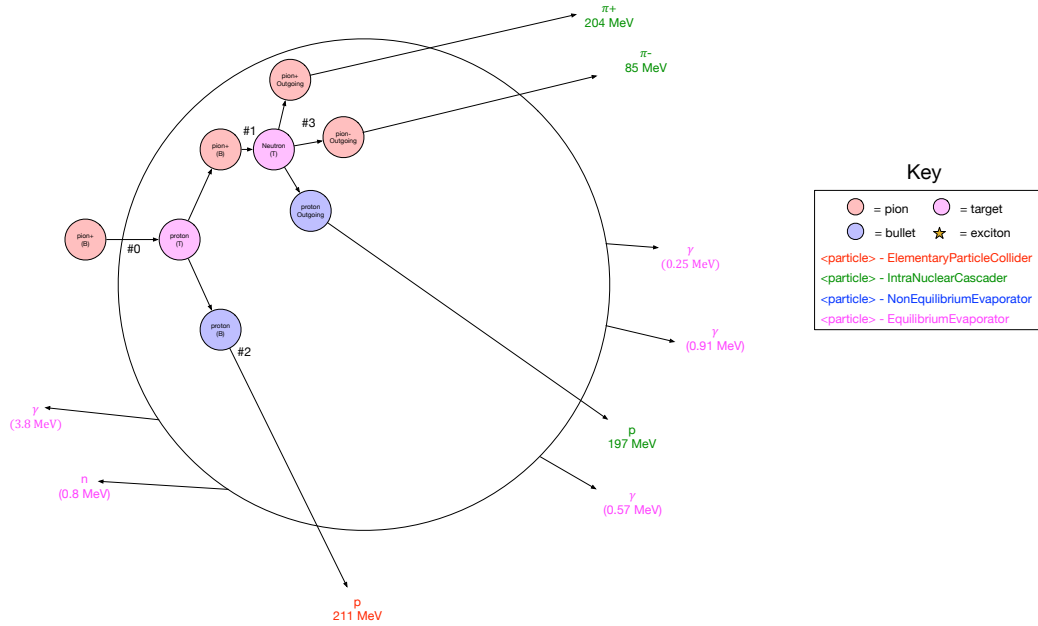 π+
204 MeV
π-
85 MeV
pion+
Outgoing
#3
pion-
Outgoing
#1
pion+
(B)
Neutron
(T)
proton
Outgoing
pion+
(B)
#0
proton
(T)
proton
(B)
#2
γ
(0.25 MeV)
γ
(0.91 MeV)
γ
(3.8 MeV)
n
(0.8 MeV)
p
197 MeV
γ
(0.57 MeV)
p
211 MeV
Key
= pion
= target
= bullet
= exciton
<particle> - ElementaryParticleCollider
<particle> - IntraNuclearCascader
<particle> - NonEquilibriumEvaporator
<particle> - EquilibriumEvaporator